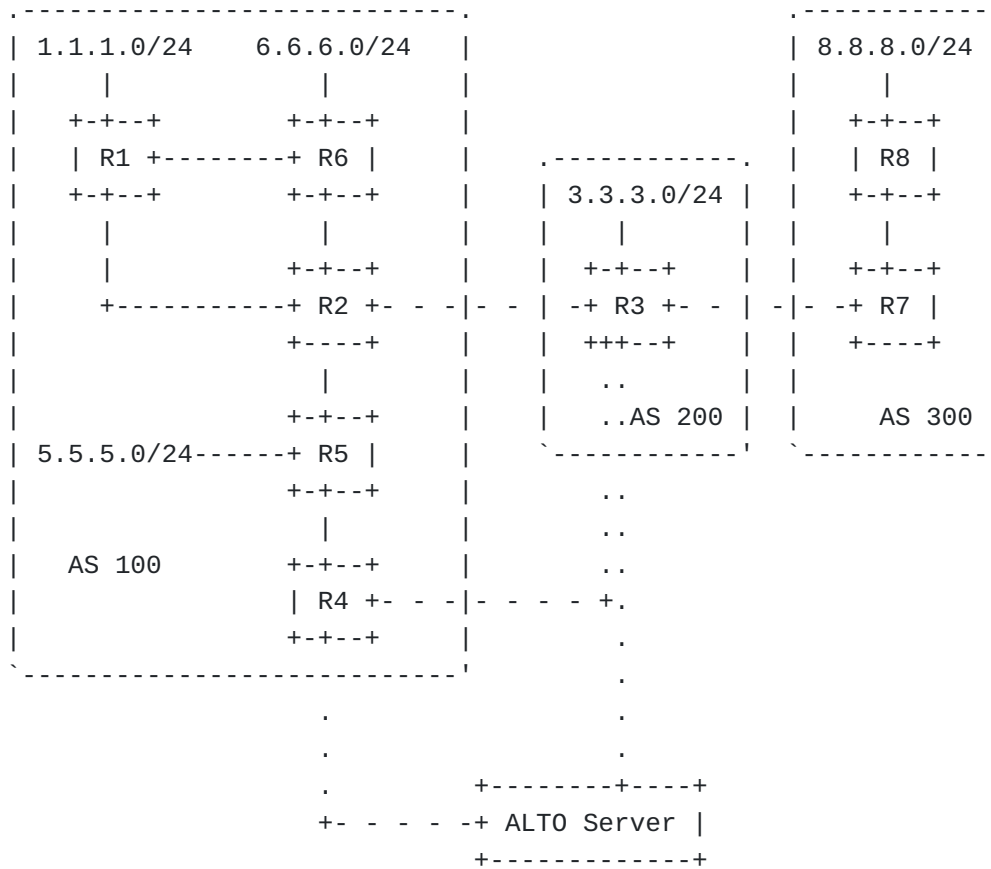 1.1.1.0/24 6.6.6.0/24 8.8.8.0/24
R1 R6 R8
3.3.3.0/24
R2 R3 R7
AS 200 AS 300
5.5.5.0/24 R5
AS 100
R4
ALTO Server